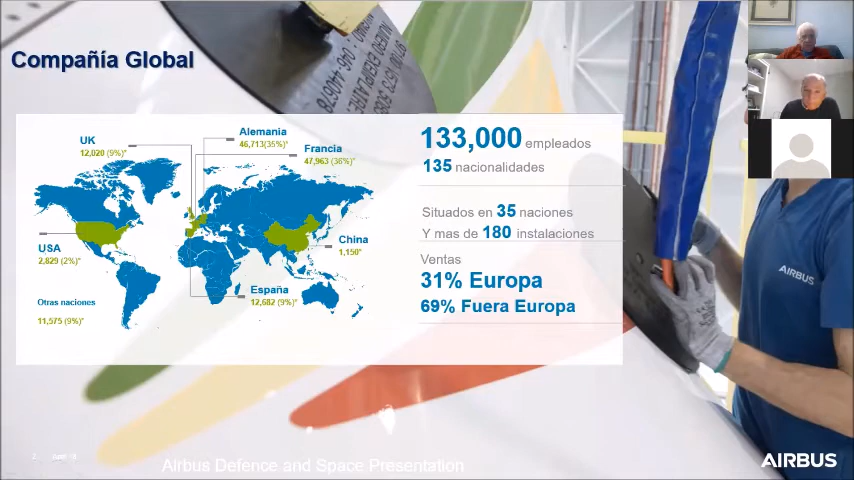 Compañía Global
UK
12,020 (9%)*
Alemania
46,713(35%)*
Francia
47,963 (36%)*
USA
2,829 (2%)*
China
1,150*
España
12,682 (9%)*
Otras naciones
11,575 (9%)*
133,000 empleados
135 nacionalidades
Situados en 35 naciones
Y mas de 180 instalaciones
Ventas
31% Europa
69% Fuera Europa
AIRBUS
2
Airbus Defence and Space Presentation
AIRBUS